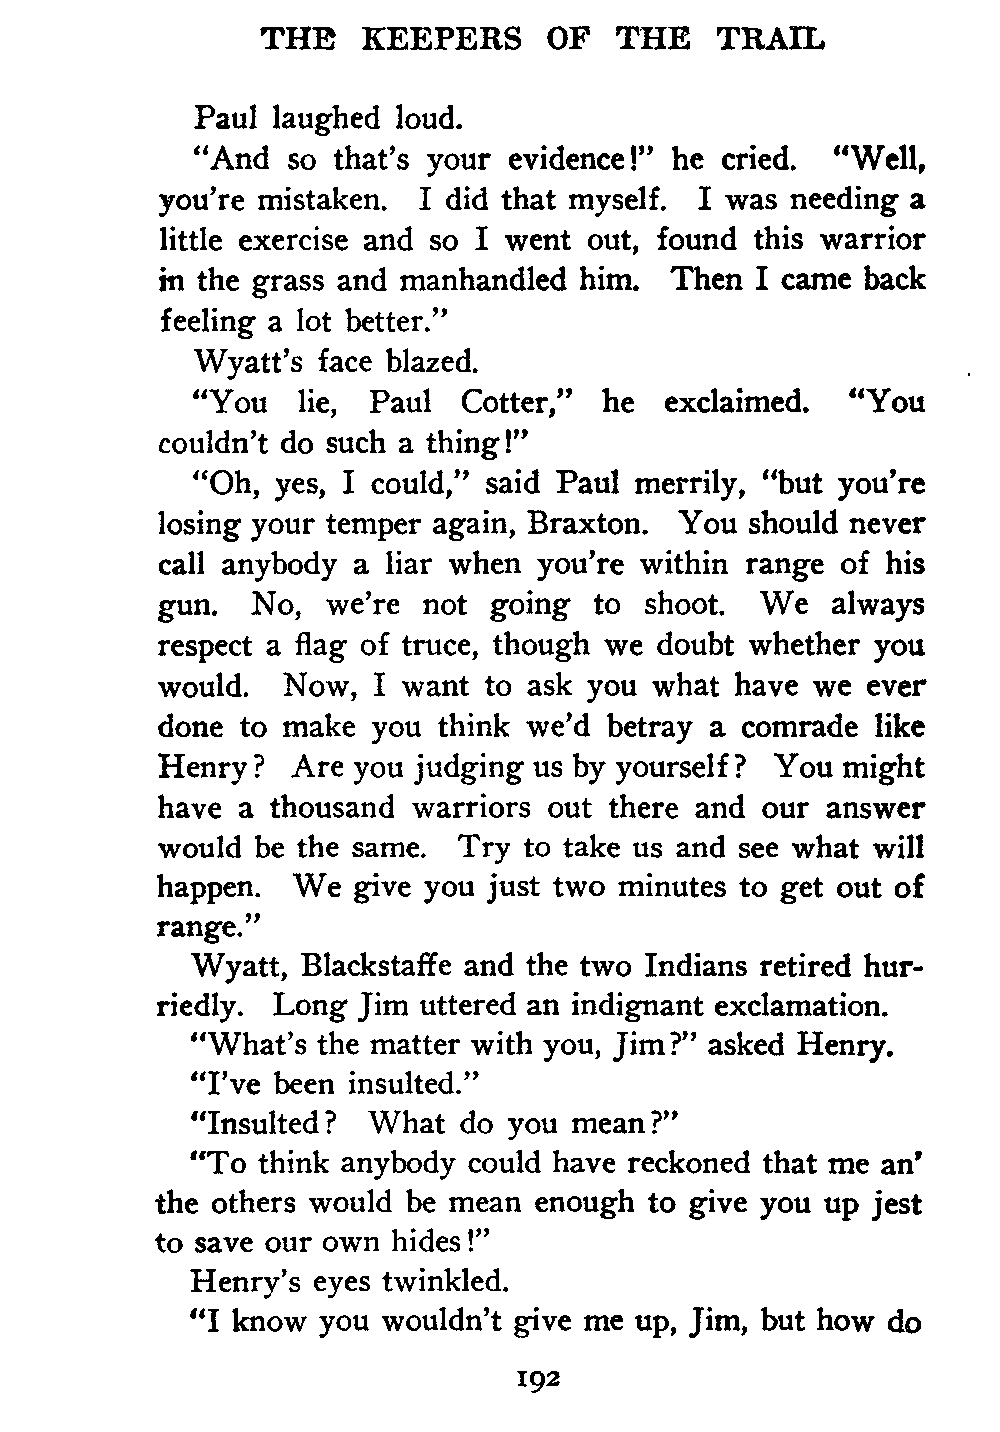 THE KEEPERS OF THE TRAIL
Paul laughed loud.
“And so that’s your evidence!” he cried. “Well,
you’re mistaken. I did that myself. I was needing a
little exercise and so I went out, found this warrior
in the grass and manhandled him. Then I came back
feeling a lot better.”
Wyatt’s face blazed.
“You lie, Paul Cotter,” he exclaimed. “You
couldn’t do such a thing!”
“Oh, yes, I could,” said Paul merrily, “but you’re
losing your temper again, Braxton. You should never
call anybody a liar when you’re within range of his
gun. No, we’re not going to shoot. We always
respect a flag of truce, though we doubt whether you
would. Now, I want to ask you what have we ever
done to make you think we’d betray a comrade like
Henry? Are you judging us by yourself? You might
have a thousand warriors out there and our answer
would be the same. Try to take us and see what will
happen. We give you just two minutes to get out of
range.”
Wyatt, Blackstaffe and the two Indians retired hur-
riedly. Long Jim uttered an indignant exclamation.
“What’s the matter with you, Jim?” asked Henry.
“I’ve been insulted.”
“Insulted? What do you mean?”
“To think anybody could have reckoned that me an’
the others would be mean enough to give you up jest
to save our own hides!”
Henry’s eyes twinkled.
“I know you wouldn’t give me up, Jim, but how do
192